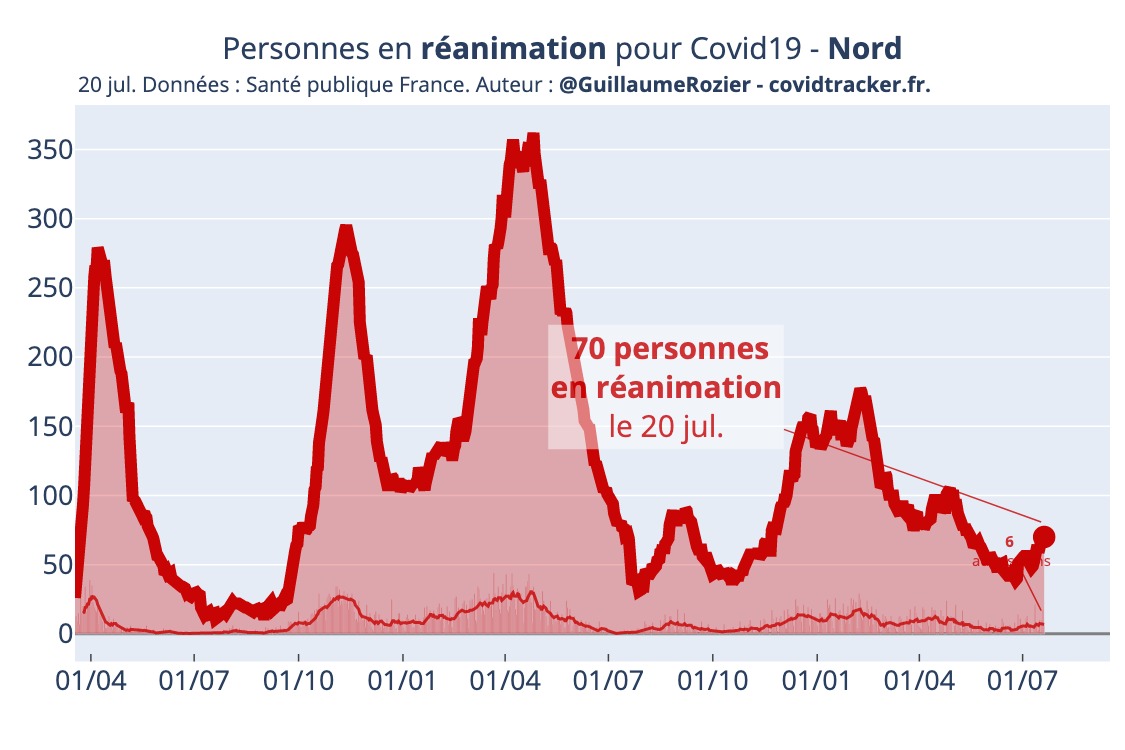 Personnes en réanimation pour Covid19 - Nord
20 jul. Données : Santé publique France. Auteur : @GuillaumeRozier - covidtracker.fr.
350
300
250
200
150
100
50
0
70 personnes
en réanimation
le 20 jul.
6
01/04 01/07 01/10 01/01 01/04 01/07 01/10 01/01 01/04 01/07